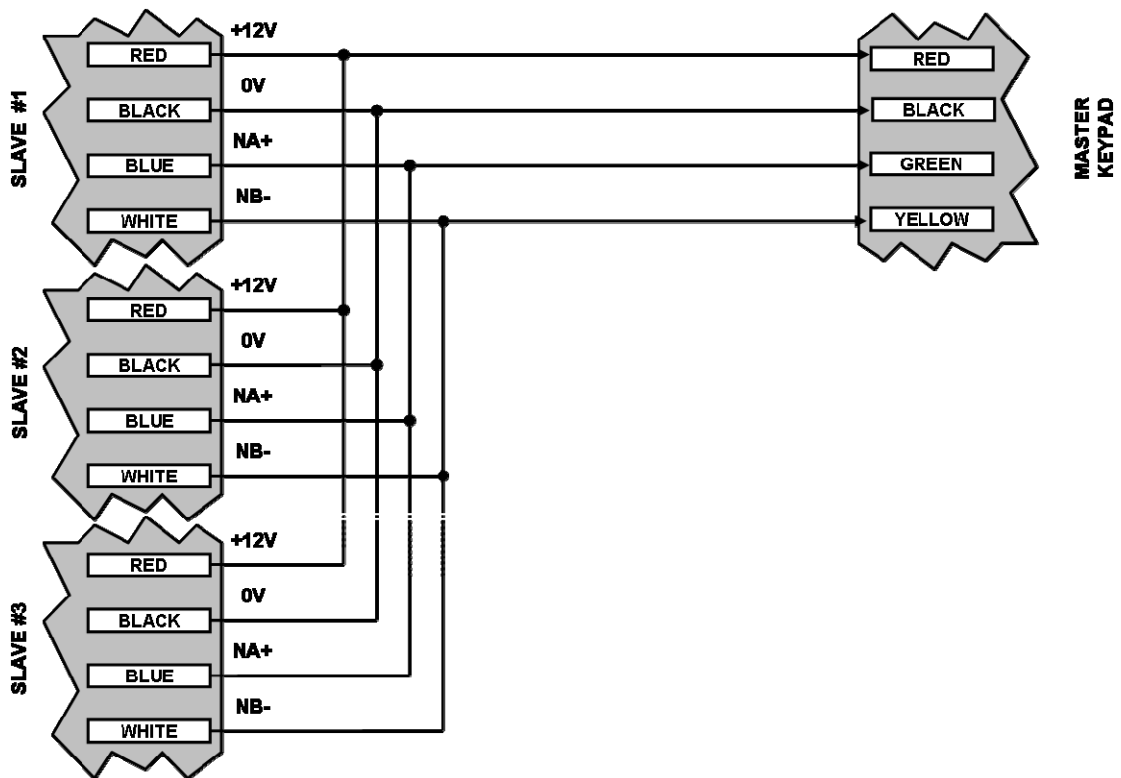 SLAVE #1
+12V
RED
0V
BLACK
NA+
BLUE
NB-
WHITE
SLAVE #2
+12V
RED
0V
BLACK
NA+
BLUE
NB-
WHITE
SLAVE #3
+12V
RED
0V
BLACK
NA+
BLUE
NB-
WHITE
RED
BLACK
GREEN
YELLOW
MASTER
KEYPAD